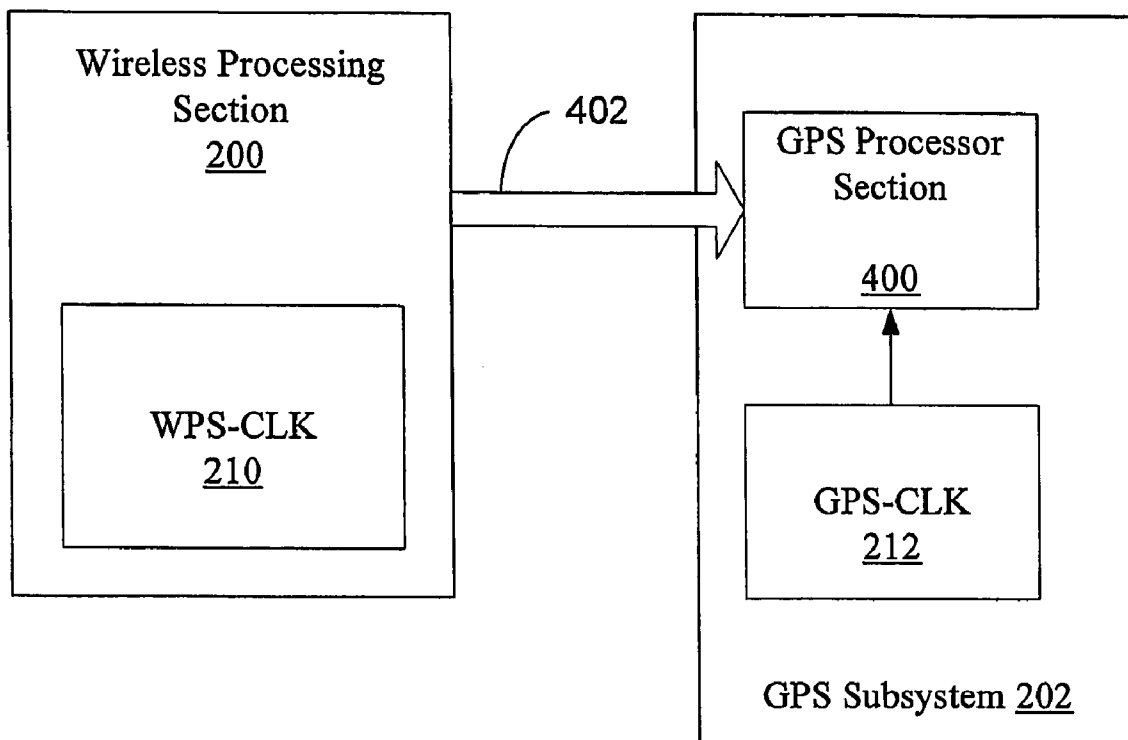 Wireless Processing
Section
200
WPS-CLK
210
402
GPS Processor
Section
400
GPS-CLK
212
GPS Subsystem 202